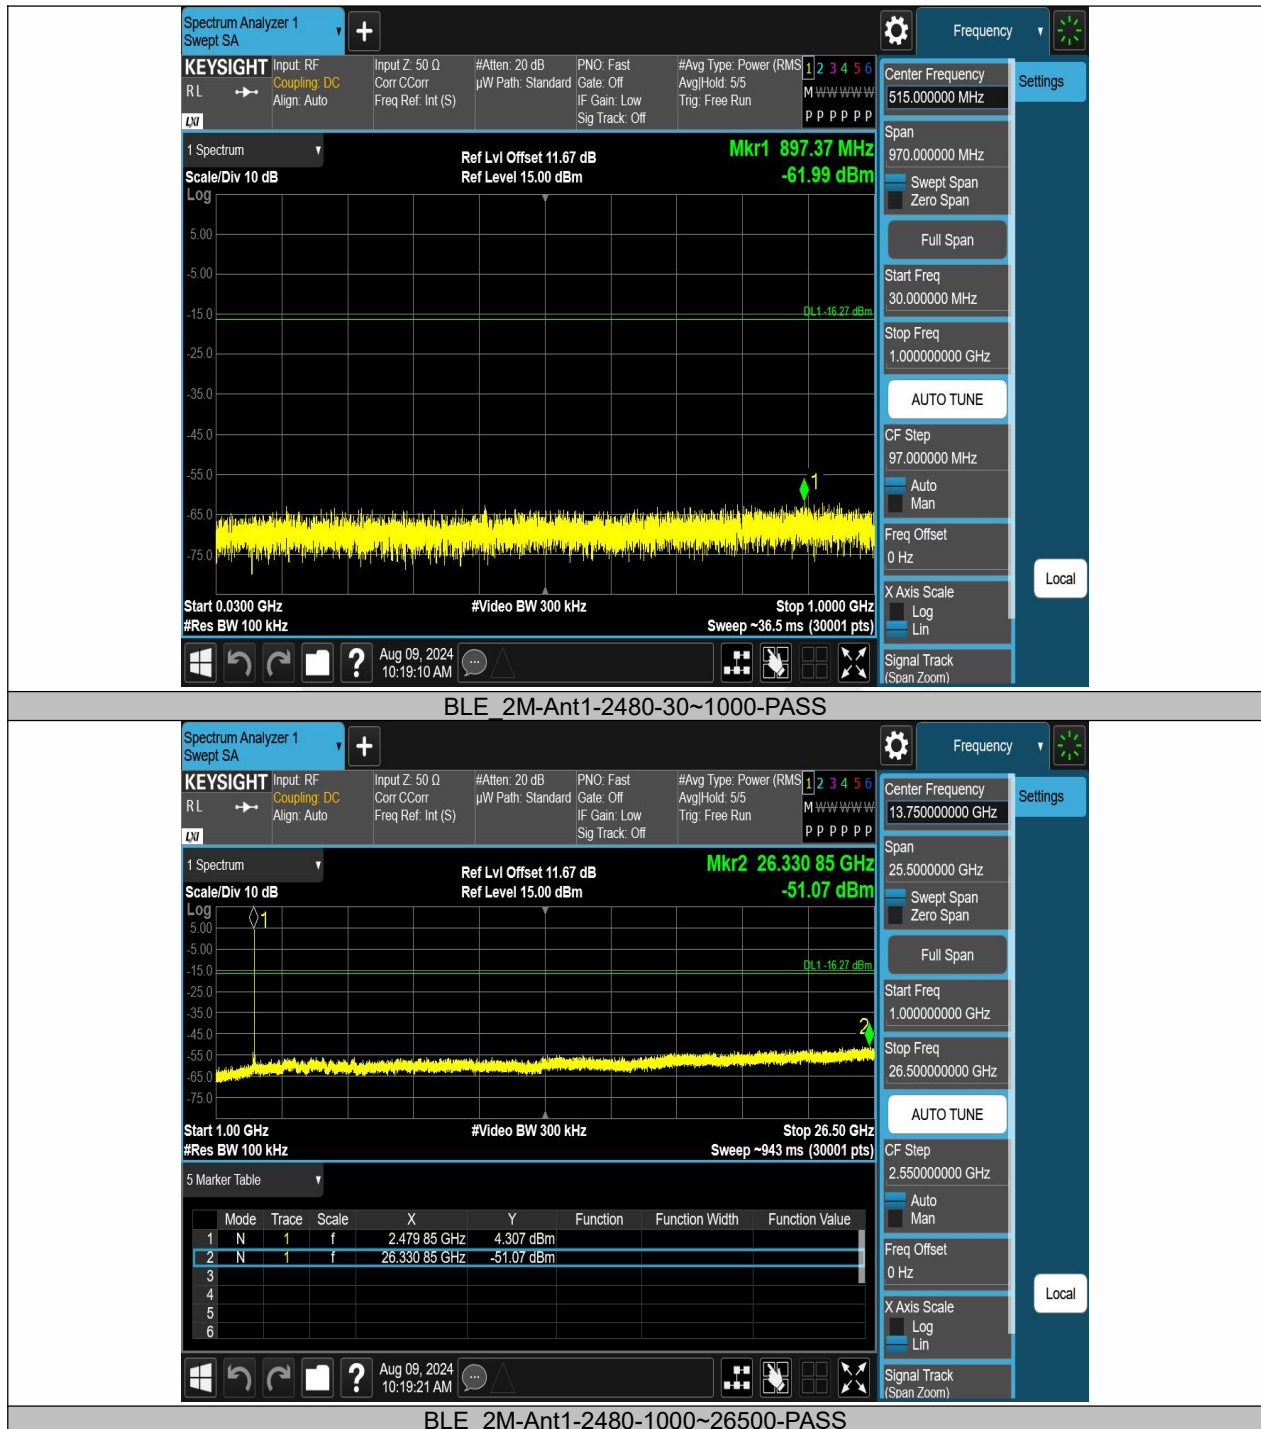 Spectrum Analyzer 1
Swept SA
+
Frequency
KEYSIGHT
R L
LXI
Input: RF
Coupling: DC
Align: Auto
Input Z: 50 Ω
Corr CCorr
Freq Ref: Int (S)
#Atten: 20 dB
µW Path: Standard
PNO: Fast
Gate: Off
IF Gain: Low
Sig Track: Off
#Avg Type: Power (RMS
Avg|Hold: 5/5
Trig: Free Run
1 2 3 4 5 6
M W W W W W
P P P P P P
1 Spectrum
Scale/Div 10 dB
Log
Ref Lvl Offset 11.67 dB
Ref Level 15.00 dBm
Mkr1 897.37 MHz
-61.99 dBm
5.00
-5.00
-15.0
-25.0
-35.0
-45.0
-55.0
-65.0
-75.0
DL1 -16.27 dBm
1
Start 0.0300 GHz
#Res BW 100 kHz
#Video BW 300 kHz
Stop 1.0000 GHz
Sweep ~36.5 ms (30001 pts)
?
Aug 09, 2024
10:19:10 AM
Center Frequency
515.000000 MHz
Span
970.000000 MHz
Swept Span
Zero Span
Full Span
Start Freq
30.000000 MHz
Stop Freq
1.000000000 GHz
AUTO TUNE
CF Step
97.000000 MHz
Auto
Man
Freq Offset
0 Hz
X Axis Scale
Log
Lin
Signal Track
(Span Zoom)
Settings
Local
BLE_2M-Ant1-2480-30~1000-PASS
Spectrum Analyzer 1
Swept SA
+
Frequency
KEYSIGHT
R L
LXI
Input: RF
Coupling: DC
Align: Auto
Input Z: 50 Ω
Corr CCorr
Freq Ref: Int (S)
#Atten: 20 dB
µW Path: Standard
PNO: Fast
Gate: Off
IF Gain: Low
Sig Track: Off
#Avg Type: Power (RMS
Avg|Hold: 5/5
Trig: Free Run
1 2 3 4 5 6
M W W W W W
P P P P P P
1 Spectrum
Scale/Div 10 dB
Log
Ref Lvl Offset 11.67 dB
Ref Level 15.00 dBm
Mkr2 26.330 85 GHz
-51.07 dBm
5.00
-5.00
-15.0
-25.0
-35.0
-45.0
-55.0
-65.0
-75.0
1
DL1 -16.27 dBm
2
Start 1.00 GHz
#Res BW 100 kHz
#Video BW 300 kHz
Stop 26.50 GHz
Sweep ~943 ms (30001 pts)
5 Marker Table
Mode Trace Scale X Y Function Function Width Function Value
1 N 1 f 2.479 85 GHz 4.307 dBm
2 N 1 f 26.330 85 GHz -51.07 dBm
3
4
5
6
?
Aug 09, 2024
10:19:21 AM
Center Frequency
13.750000000 GHz
Span
25.5000000 GHz
Swept Span
Zero Span
Full Span
Start Freq
1.000000000 GHz
Stop Freq
26.500000000 GHz
AUTO TUNE
CF Step
2.550000000 GHz
Auto
Man
Freq Offset
0 Hz
X Axis Scale
Log
Lin
Signal Track
(Span Zoom)
Settings
Local
BLE_2M-Ant1-2480-1000~26500-PASS